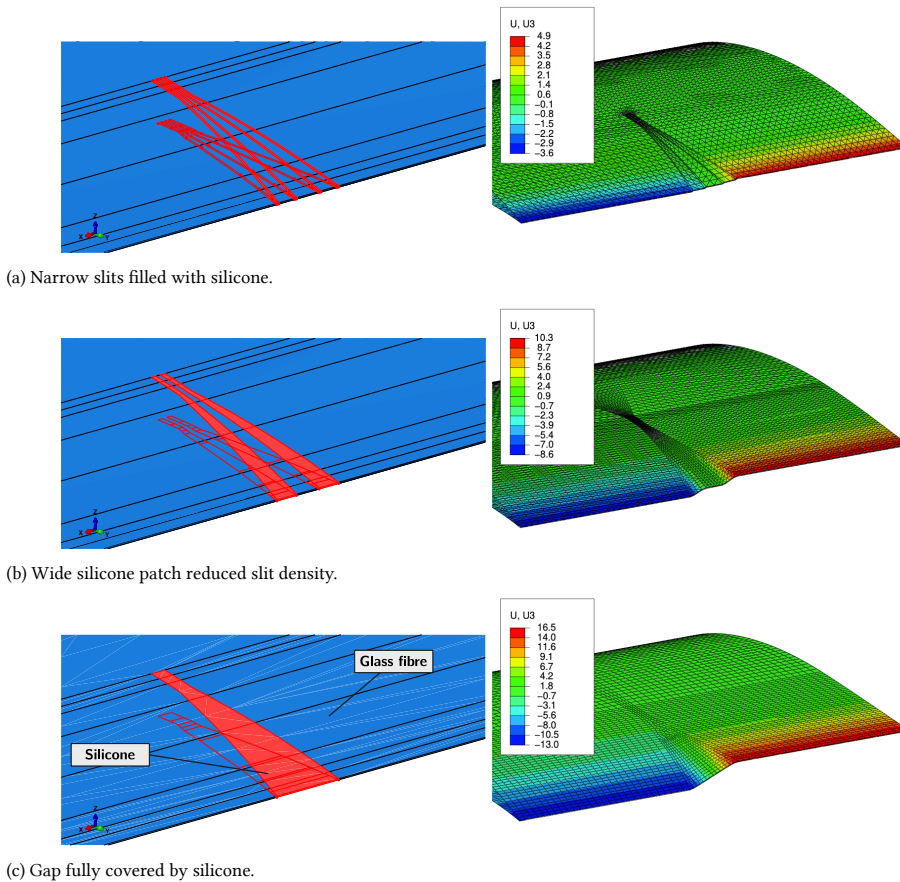 U, U3
4.9
4.2
3.5
2.8
2.1
1.4
0.6
−0.1
−0.8
−1.5
−2.2
−2.9
−3.6
Z
X
Y
(a) Narrow slits filled with silicone.
U, U3
10.3
8.7
7.2
5.6
4.0
2.4
0.9
−0.7
−2.3
−3.9
−5.4
−7.0
−8.6
Z
X
Y
(b) Wide silicone patch reduced slit density.
U, U3
16.5
14.0
11.6
9.1
6.7
4.2
1.8
−0.7
−3.1
−5.6
−8.0
−10.5
−13.0
Glass fibre
Silicone
Z
X
Y
(c) Gap fully covered by silicone.